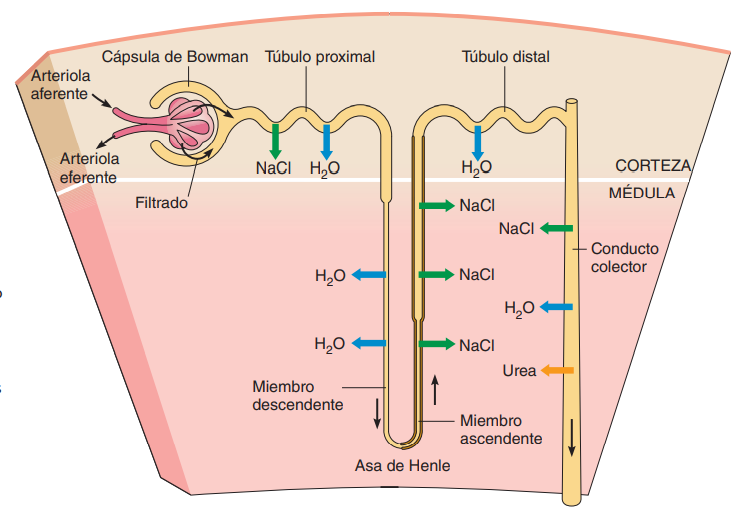 Cápsula de Bowman
Túbulo proximal
Túbulo distal
Arteriola
aferente
Arteriola
eferente
Filtrado
NaCl
H₂O
H₂O
CORTEZA
MÉDULA
NaCl
NaCl
Conducto
colector
H₂O
NaCl
H₂O
H₂O
NaCl
Urea
Miembro
descendente
Miembro
ascendente
Asa de Henle